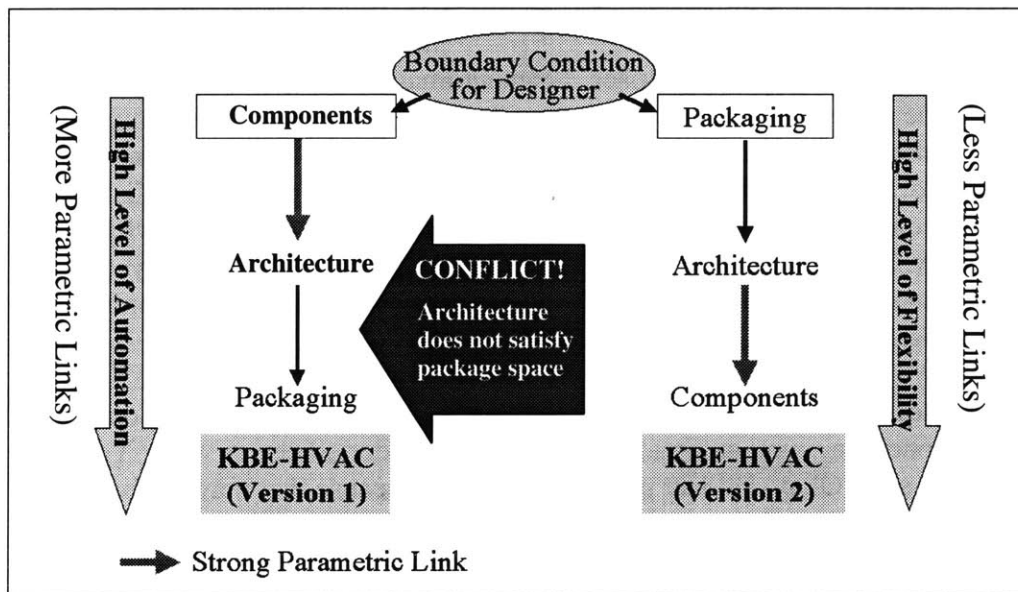 Boundary Condition
for Designer
Components
Packaging
(More Parametric Links)
High Level of Automation
High Level of Flexibility
(Less Parametric Links)
Architecture
CONFLICT!
Architecture
does not satisfy
package space
Architecture
Packaging
Components
KBE-HVAC
(Version 1)
KBE-HVAC
(Version 2)
Strong Parametric Link